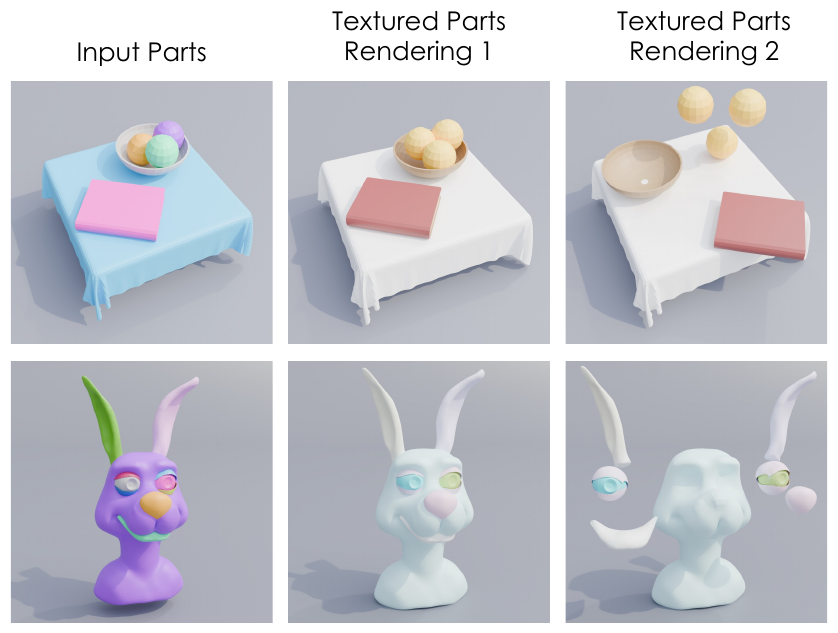 Input Parts
Textured Parts
Rendering 1
Textured Parts
Rendering 2